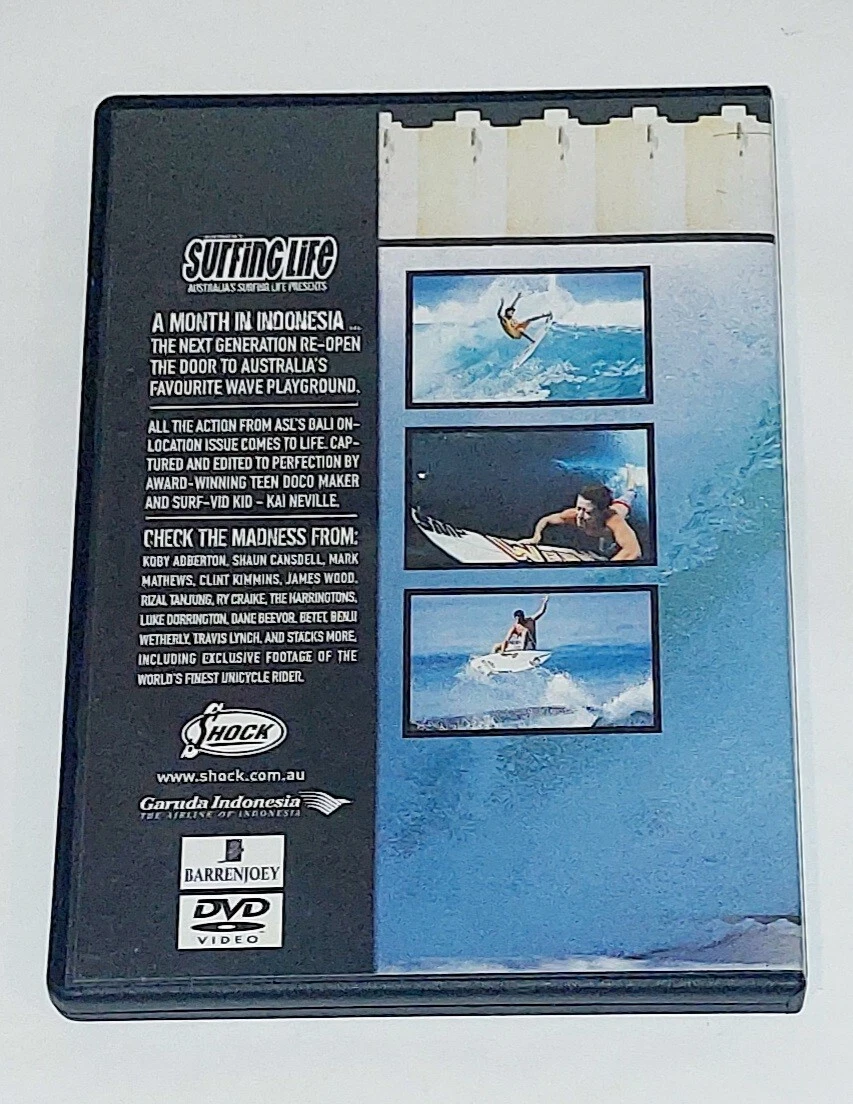 AUSTRALIA'S
SURFING LIFE
AUSTRALIA'S SURFING LIFE PRESENTS
A MONTH IN INDONESIA ...
THE NEXT GENERATION RE-OPEN
THE DOOR TO AUSTRALIA'S
FAVOURITE WAVE PLAYGROUND.
ALL THE ACTION FROM ASL'S BALI ON-
LOCATION ISSUE COMES TO LIFE. CAP-
TURED AND EDITED TO PERFECTION BY
AWARD-WINNING TEEN DOCO MAKER
AND SURF-VID KID - KAI NEVILLE.
CHECK THE MADNESS FROM:
KOBY ABBERTON, SHAUN CANSDELL, MARK
MATHEWS, CLINT KIMMINS, JAMES WOOD,
RIZAL TANJUNG, RY CRAIKE, THE HARRINGTONS,
LUKE DORRINGTON, DANE BEEVOR, BETET, BENJI
WETHERLY, TRAVIS LYNCH, AND STACKS MORE,
INCLUDING EXCLUSIVE FOOTAGE OF THE
WORLD'S FINEST UNICYCLE RIDER.
SHOCK
www.shock.com.au
Garuda Indonesia
THE AIRLINE OF INDONESIA
BARRENJOEY
DVD
VIDEO